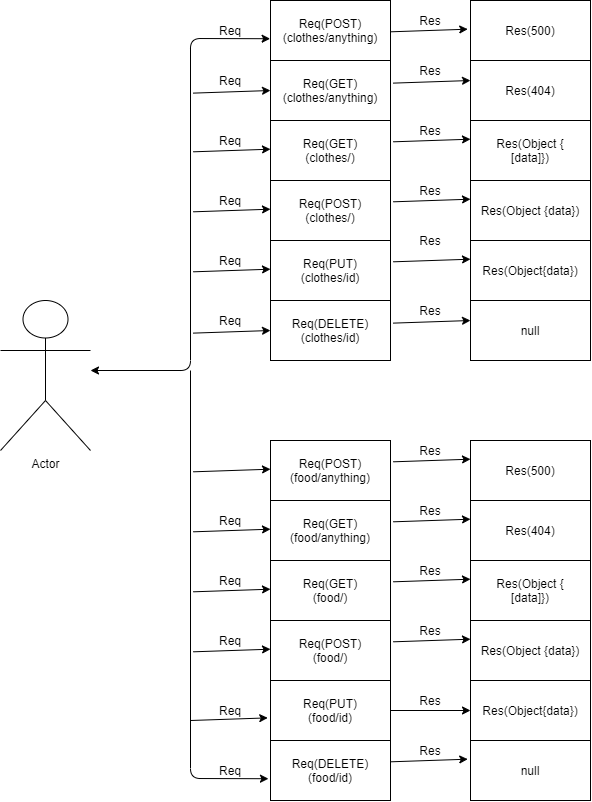 Req
Req(POST)
(clothes/anything)
Res
Res(500)
Req
Req(GET)
(clothes/anything)
Res
Res(404)
Req
Req(GET)
(clothes/)
Res
Res(Object {
[data]})
Req
Req(POST)
(clothes/)
Res
Res(Object {data})
Req
Req(PUT)
(clothes/id)
Res
Res(Object{data})
Req
Req(DELETE)
(clothes/id)
Res
null
Actor
Req(POST)
(food/anything)
Res
Res(500)
Req
Req(GET)
(food/anything)
Res
Res(404)
Req
Req(GET)
(food/)
Res
Res(Object {
[data]})
Req
Req(POST)
(food/)
Res
Res(Object {data})
Req
Req(PUT)
(food/id)
Res
Res(Object{data})
Req
Req(DELETE)
(food/id)
Res
null